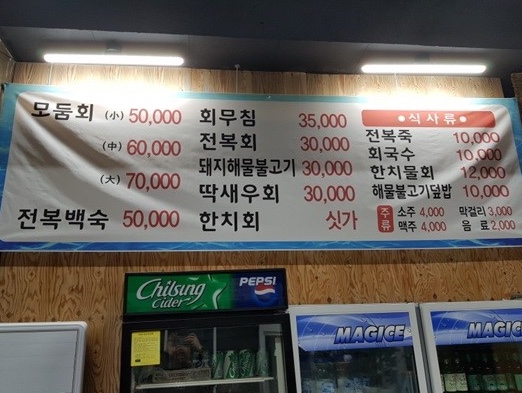 모둠회 (小) 50,000
(中) 60,000
(大) 70,000
전복백숙 50,000
회무침 35,000
전복회 30,000
돼지해물불고기 30,000
딱새우회 30,000
한치회 싯가
●식사류●
전복죽 10,000
회국수 10,000
한치물회 12,000
해물불고기덮밥 10,000
주류
소주 4,000 막걸리 3,000
맥주 4,000 음료 2,000
Chilsung Cider
PEPSI
MAGICE
MAGICE